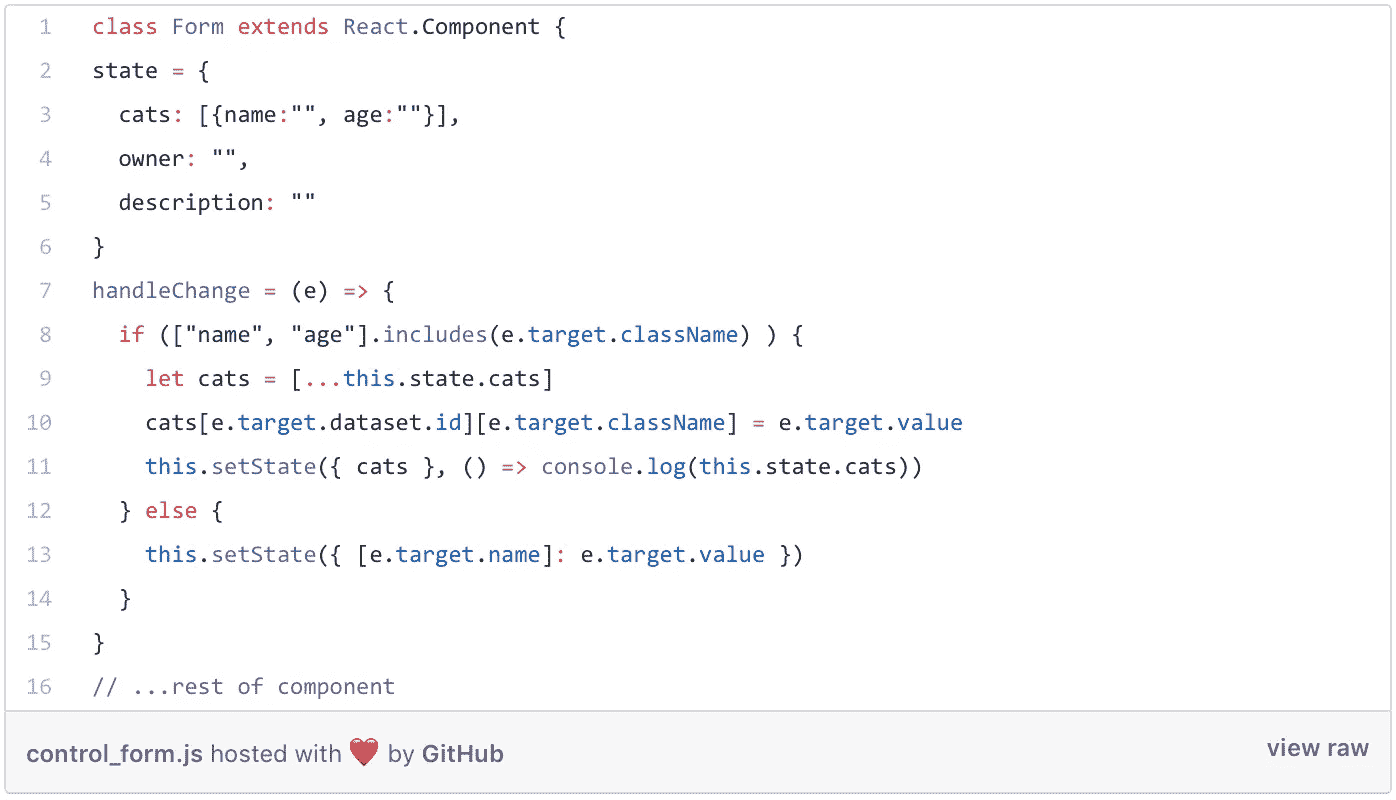 1 class Form extends React.Component {
2 state = {
3   cats: [{name:"", age:""}],
4   owner: "",
5   description: ""
6 }
7 handleChange = (e) => {
8   if (["name", "age"].includes(e.target.className) ) {
9     let cats = [...this.state.cats]
10     cats[e.target.dataset.id][e.target.className] = e.target.value
11     this.setState({ cats }, () => console.log(this.state.cats))
12   } else {
13     this.setState({ [e.target.name]: e.target.value })
14   }
15 }
16 // ...rest of component
control_form.js hosted with ❤ by GitHub view raw